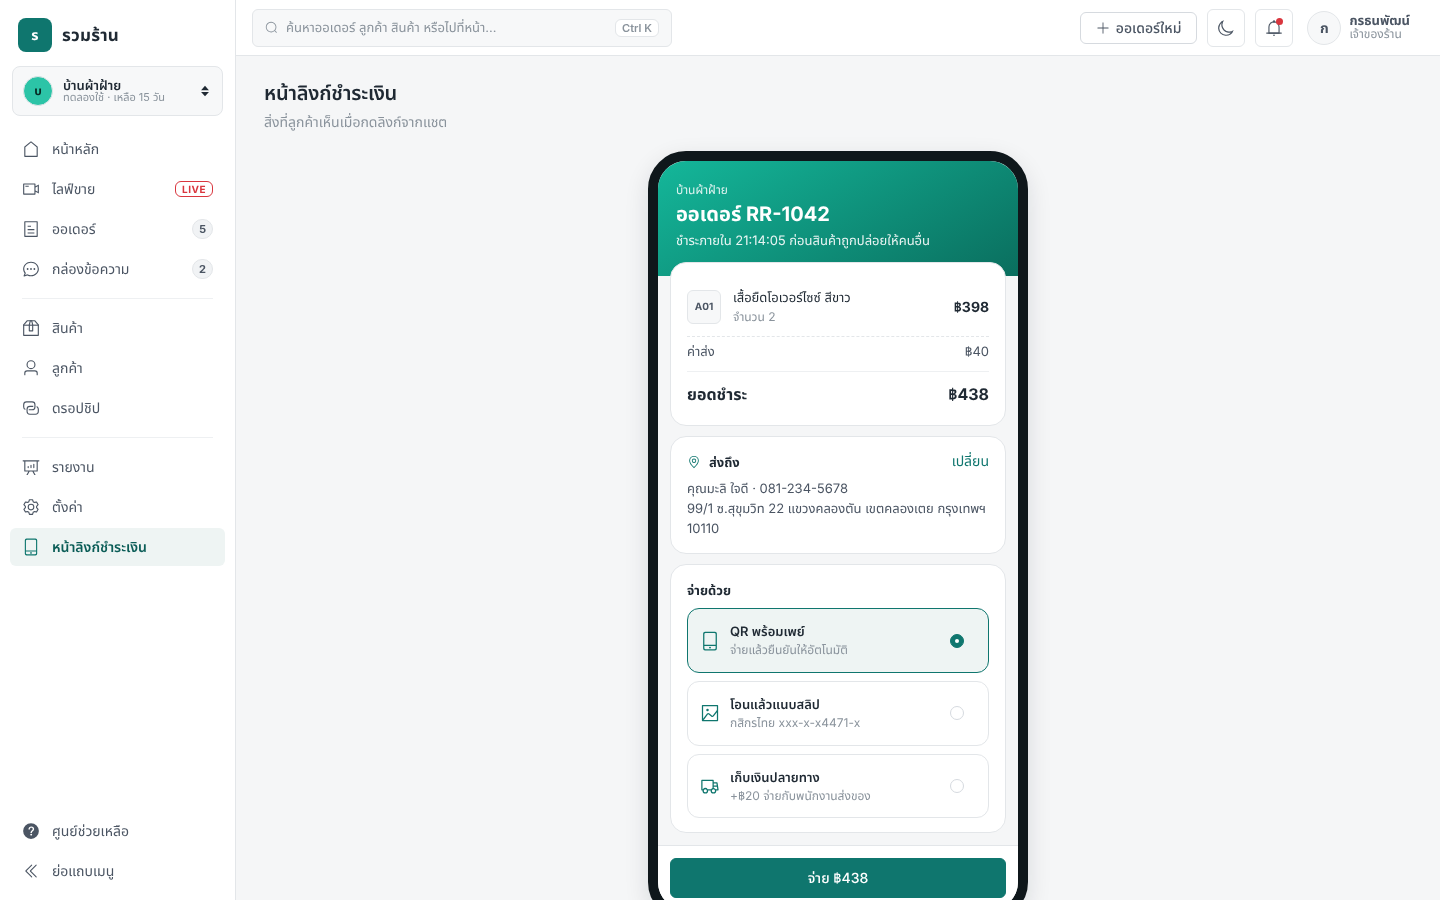 ร
รวมร้าน
บ
บ้านผ้าฝ้าย
ทดลองใช้ · เหลือ 15 วัน
หน้าหลัก
ไลฟ์ขาย
LIVE
ออเดอร์
5
กล่องข้อความ
2
สินค้า
ลูกค้า
ดรอปชิป
รายงาน
ตั้งค่า
หน้าลิงก์ชำระเงิน
ศูนย์ช่วยเหลือ
ย่อแถบเมนู
ค้นหาออเดอร์ ลูกค้า สินค้า หรือไปที่หน้า...
Ctrl K
ออเดอร์ใหม่
ก
กรธนพัฒน์
เจ้าของร้าน
หน้าลิงก์ชำระเงิน
สิ่งที่ลูกค้าเห็นเมื่อกดลิงก์จากแชต
บ้านผ้าฝ้าย
ออเดอร์ RR-1042
ชำระภายใน 21:14:05 ก่อนสินค้าถูกปล่อยให้คนอื่น
A01
เสื้อยืดโอเวอร์ไซซ์ สีขาว
จำนวน 2
฿398
ค่าส่ง
฿40
ยอดชำระ
฿438
ส่งถึง
เปลี่ยน
คุณมะลิ ใจดี · 081-234-5678
99/1 ซ.สุขุมวิท 22 แขวงคลองตัน เขตคลองเตย กรุงเทพฯ
10110
จ่ายด้วย
QR พร้อมเพย์
จ่ายแล้วยืนยันให้อัตโนมัติ
โอนแล้วแนบสลิป
กสิกรไทย xxx-x-x4471-x
เก็บเงินปลายทาง
+฿20 จ่ายกับพนักงานส่งของ
จ่าย ฿438